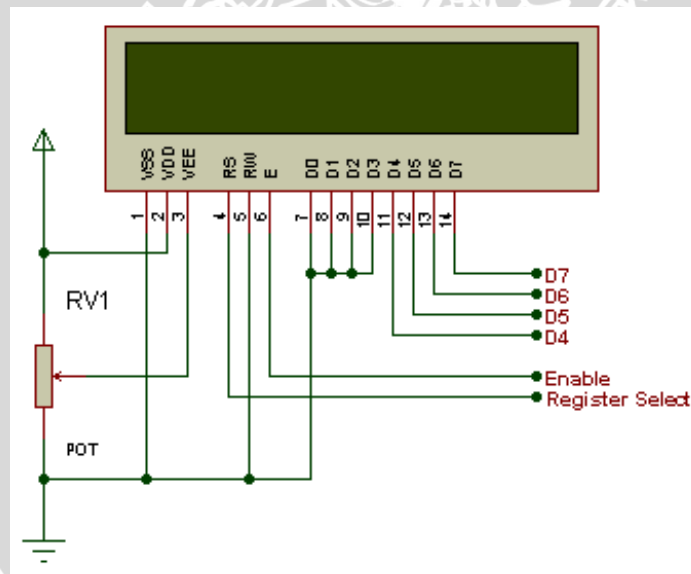 VSS VDD VEE RS RW E D0 D1 D2 D3 D4 D5 D6 D7
1 2 3 4 5 6 7 8 9 10 11 12 13 14
RV1
POT
D7
D6
D5
D4
Enable
Register Select